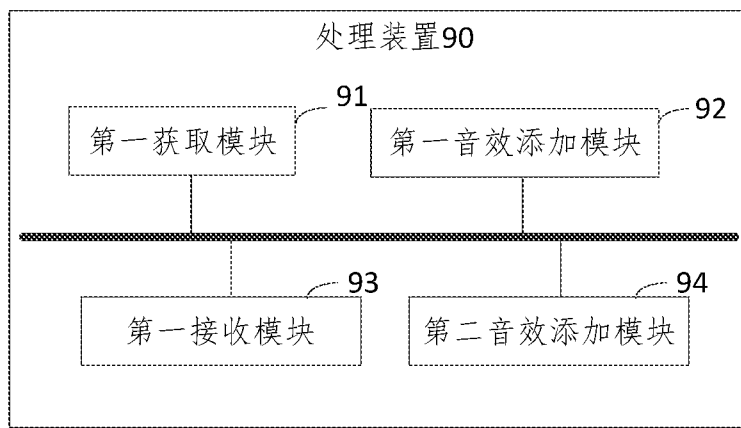 处理装置90
91
92
第一获取模块
第一音效添加模块
93
94
第一接收模块
第二音效添加模块